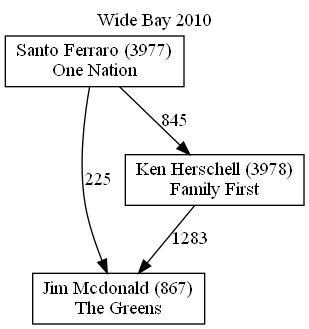 Wide Bay 2010
Santo Ferraro (3977)
One Nation
845
Ken Herschell (3978)
Family First
225
1283
Jim Mcdonald (867)
The Greens